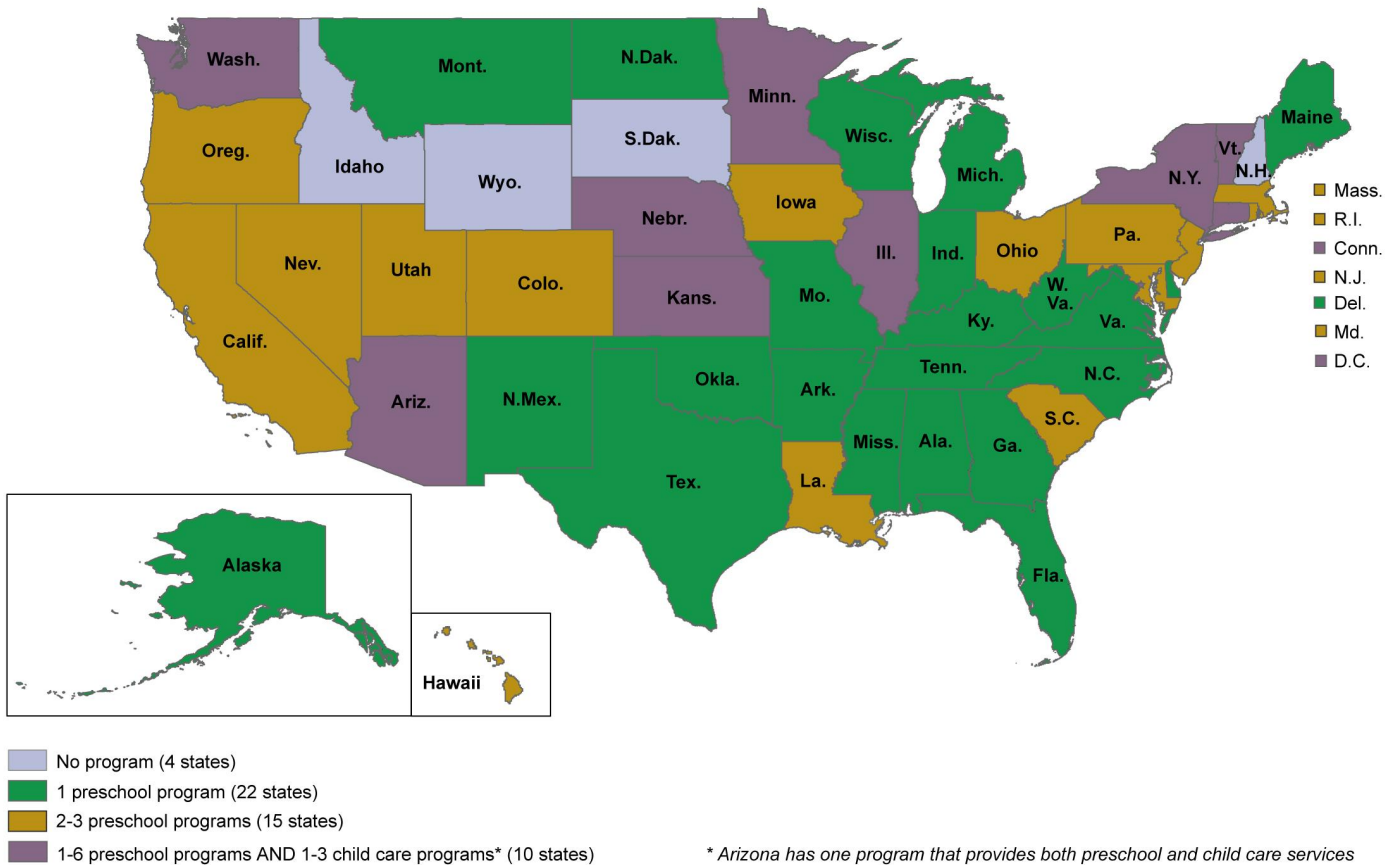 Wash.
Mont.
N.Dak.
Minn.
Maine
Oreg.
Idaho
S.Dak.
Wisc.
Vt.
N.H.
Wyo.
Mich.
N.Y.
Mass.
Iowa
Nebr.
R.I.
Nev.
Utah
Colo.
Ill.
Ind.
Ohio
Pa.
Conn.
Kans.
Mo.
W.
Va.
N.J.
Calif.
Ky.
Va.
Del.
Md.
Tenn.
N.C.
D.C.
Ariz.
N.Mex.
Okla.
Ark.
S.C.
Miss.
Ala.
Ga.
Tex.
La.
Fla.
Alaska
Hawaii
No program (4 states)
1 preschool program (22 states)
2-3 preschool programs (15 states)
1-6 preschool programs AND 1-3 child care programs* (10 states)
* Arizona has one program that provides both preschool and child care services